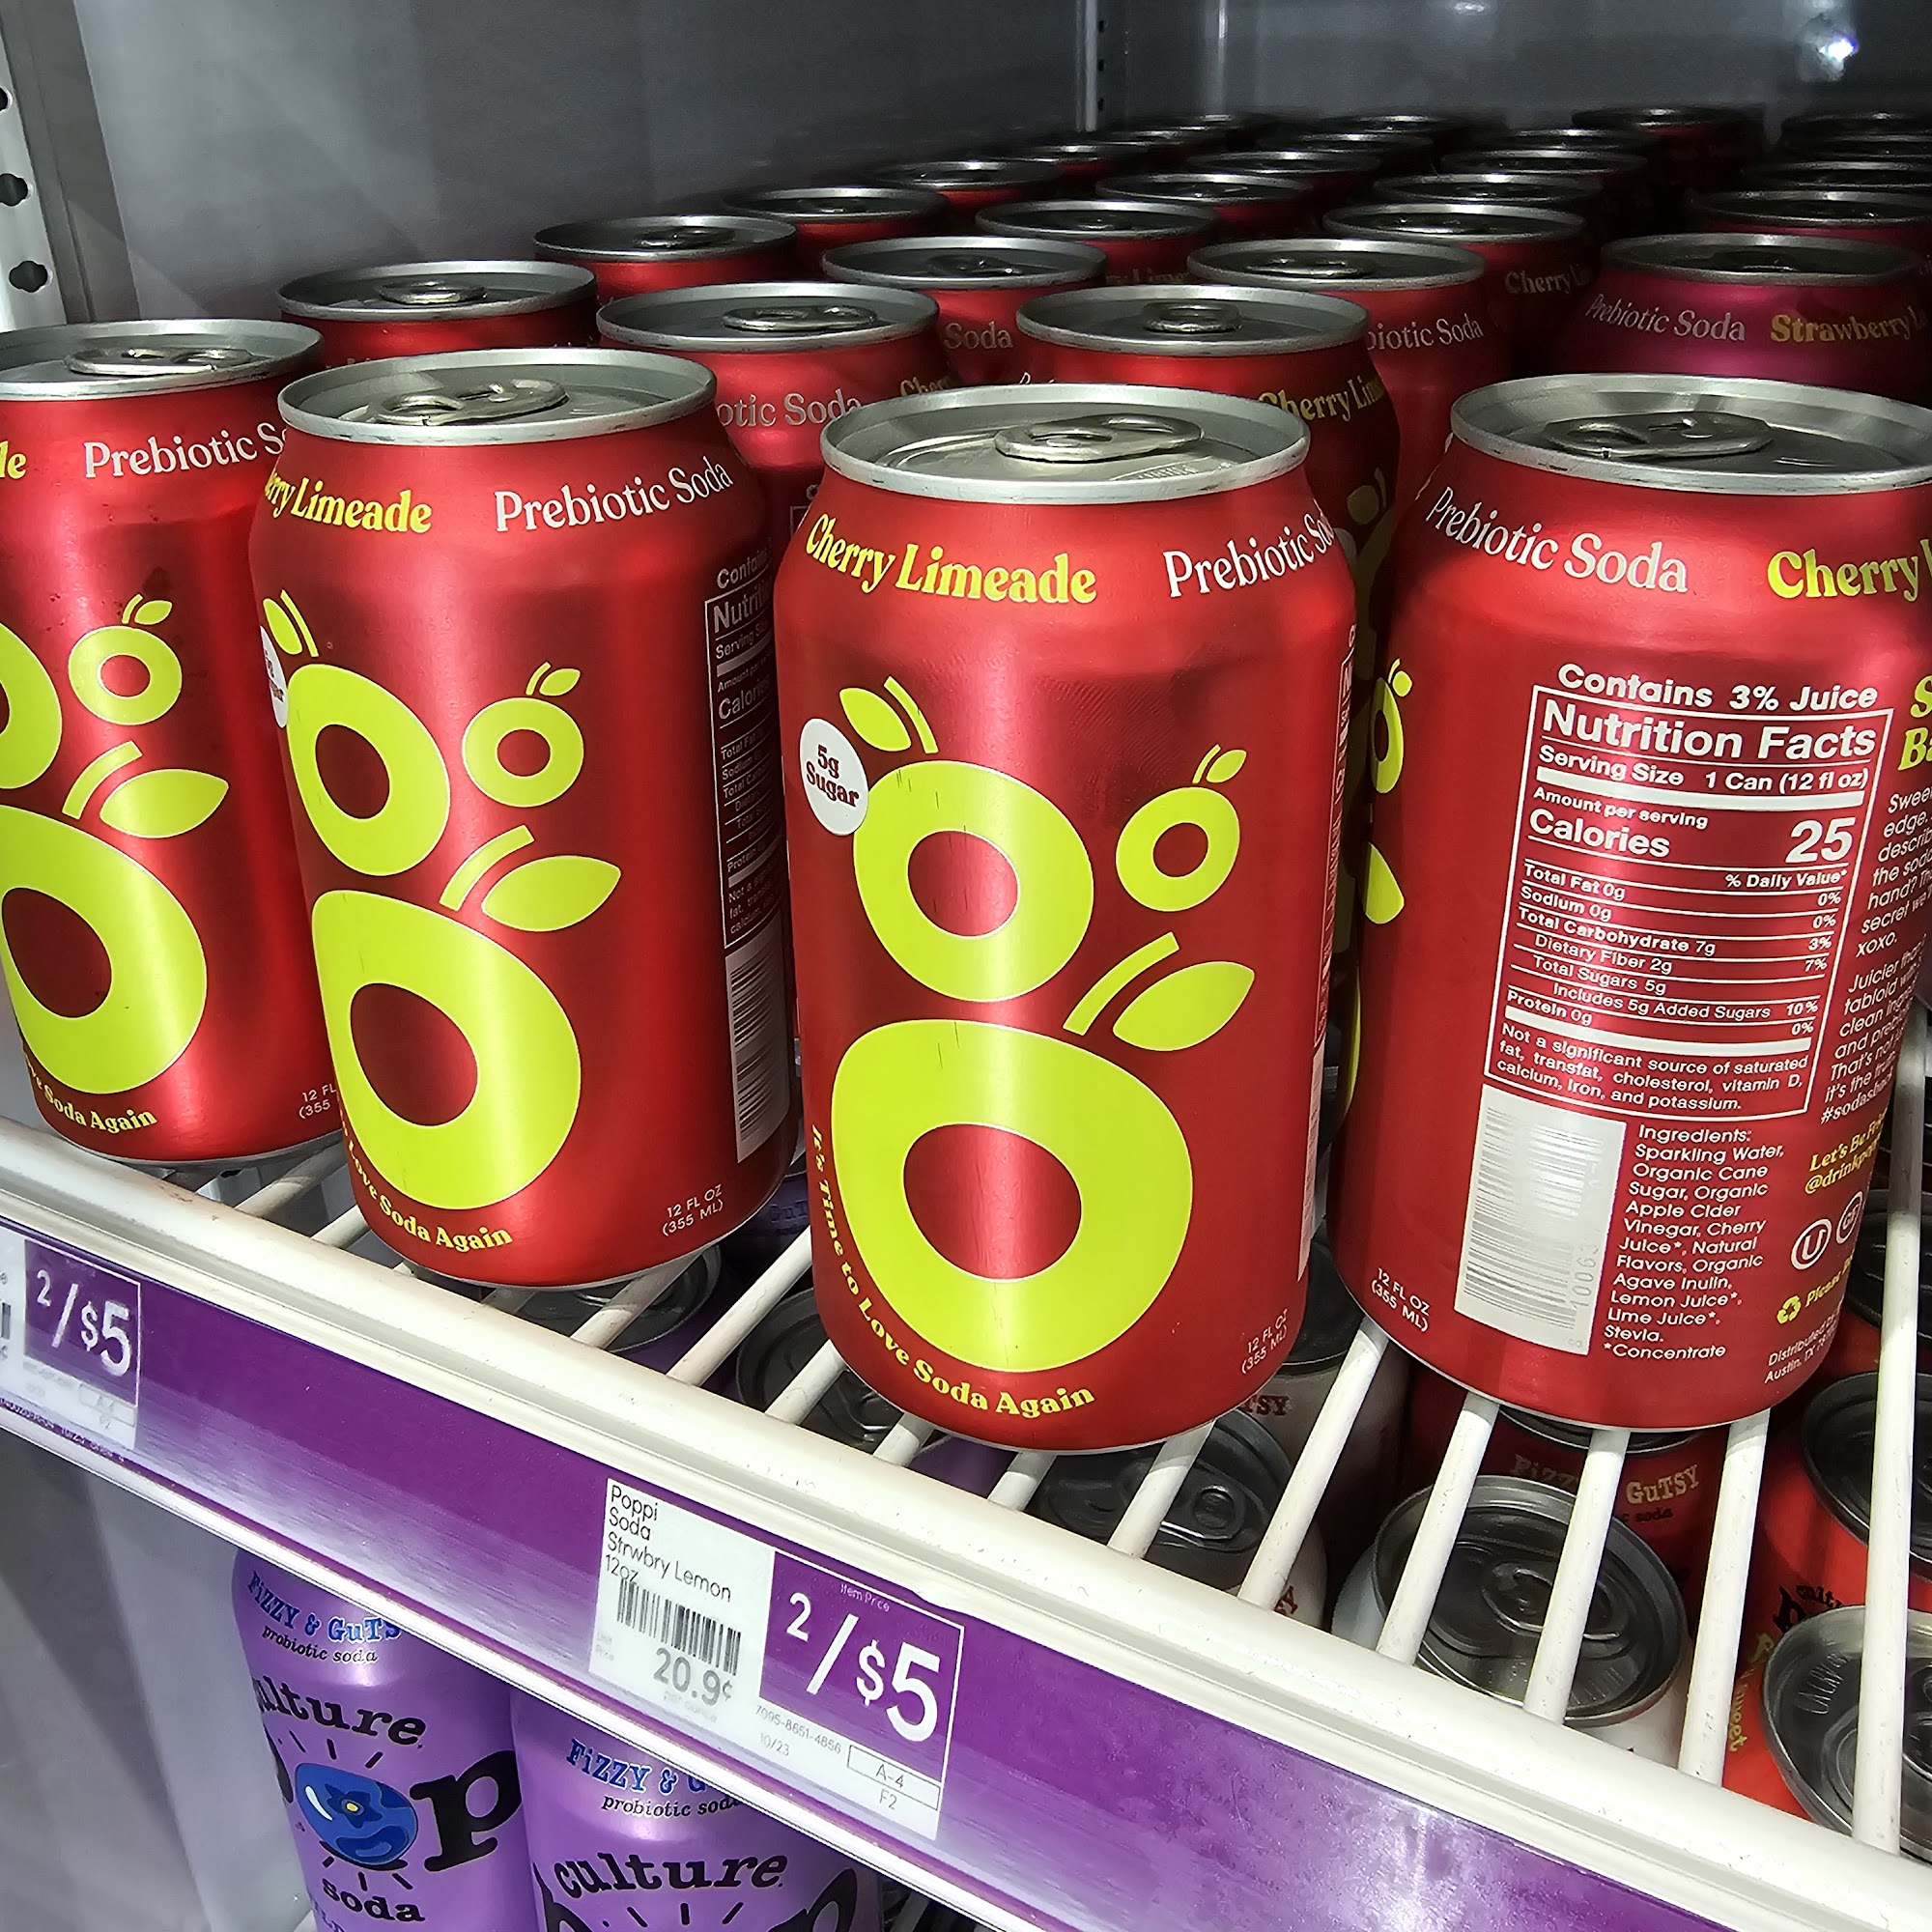 Prebiotic
Limeade
Prebiotic Soda
Soda
Prebiotic Soda
Strawberry
Cherry Limeade
Prebiotic
5g
Sugar
It's Time to Love Soda Again
12 FL OZ
(355 ML)
Prebiotic Soda
Cherry
Contains 3% Juice
Nutrition Facts
Serving Size 1 Can (12 fl oz)
Amount per serving
Calories 25
% Daily Value*
Total Fat 0g 0%
Sodium 0g 0%
Total Carbohydrate 7g 3%
Dietary Fiber 2g 7%
Total Sugars 5g
Includes 5g Added Sugars 10%
Protein 0g 0%
Not a significant source of saturated
fat, transfat, cholesterol, vitamin D,
calcium, iron, and potassium.
Ingredients:
Sparkling Water,
Organic Cane
Sugar, Organic
Apple Cider
Vinegar, Cherry
Juice*, Natural
Flavors, Organic
Agave Inulin,
Lemon Juice*,
Lime Juice*,
Stevia.
*Concentrate
12 FL OZ
(355 ML)
Soda Again
Love Soda Again
12 FL OZ
(355 ML)
2/$5
Poppi
Soda
Strwbry Lemon
12oz
20.9¢
Item Price
2/$5
7095-8651-4856
10/23
A-4
F2
FiZZY & GuTS
probiotic soda
culture
pop
soda
FiZZY &
probiotic
culture
GuTSY
soda